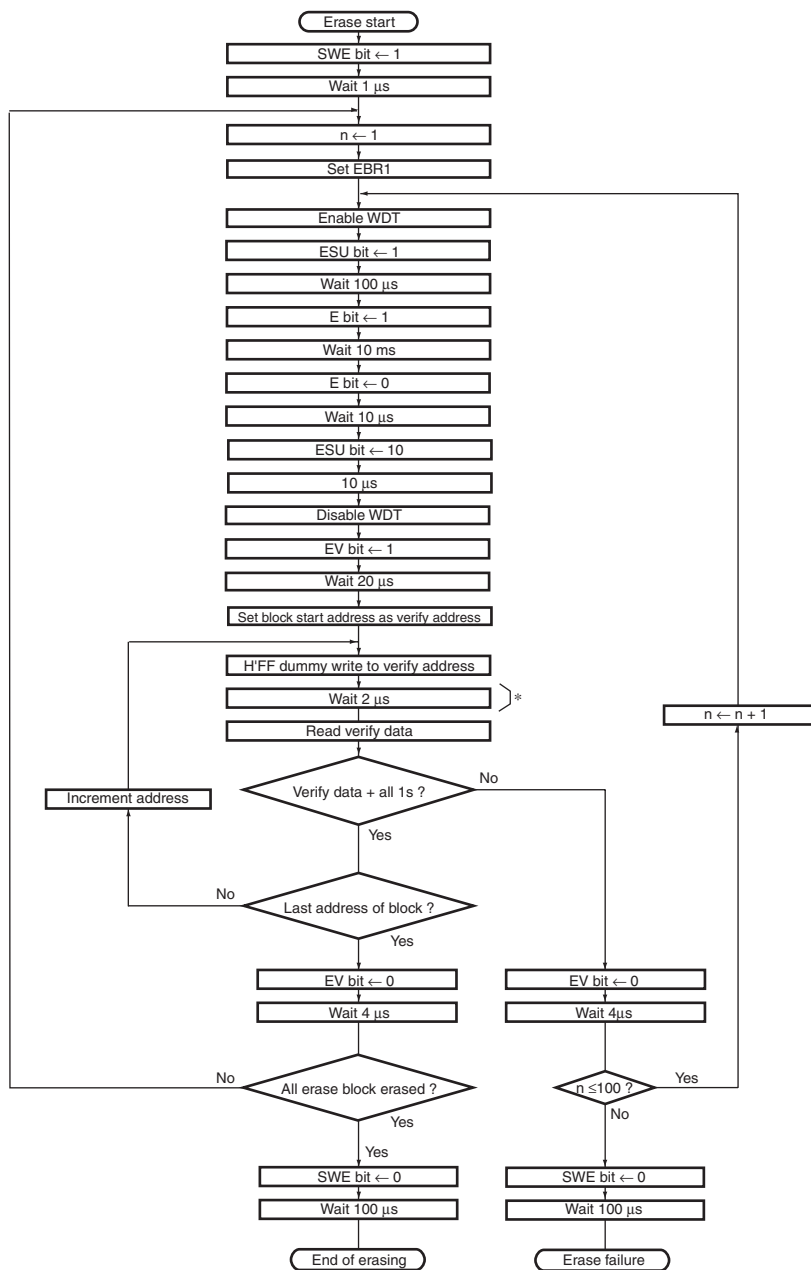 Erase start
SWE bit ← 1
Wait 1 μs
n ← 1
Set EBR1
Enable WDT
ESU bit ← 1
Wait 100 μs
E bit ← 1
Wait 10 ms
E bit ← 0
Wait 10 μs
ESU bit ← 10
10 μs
Disable WDT
EV bit ← 1
Wait 20 μs
Set block start address as verify address
H'FF dummy write to verify address
Wait 2 μs
*
n ← n + 1
Read verify data
No
Verify data + all 1s ?
Increment address
Yes
No
Last address of block ?
Yes
EV bit ← 0
EV bit ← 0
Wait 4 μs
Wait 4μs
No
All erase block erased ?
n ≤100 ?
Yes
Yes
No
Yes
SWE bit ← 0
SWE bit ← 0
Wait 100 μs
Wait 100 μs
End of erasing
Erase failure